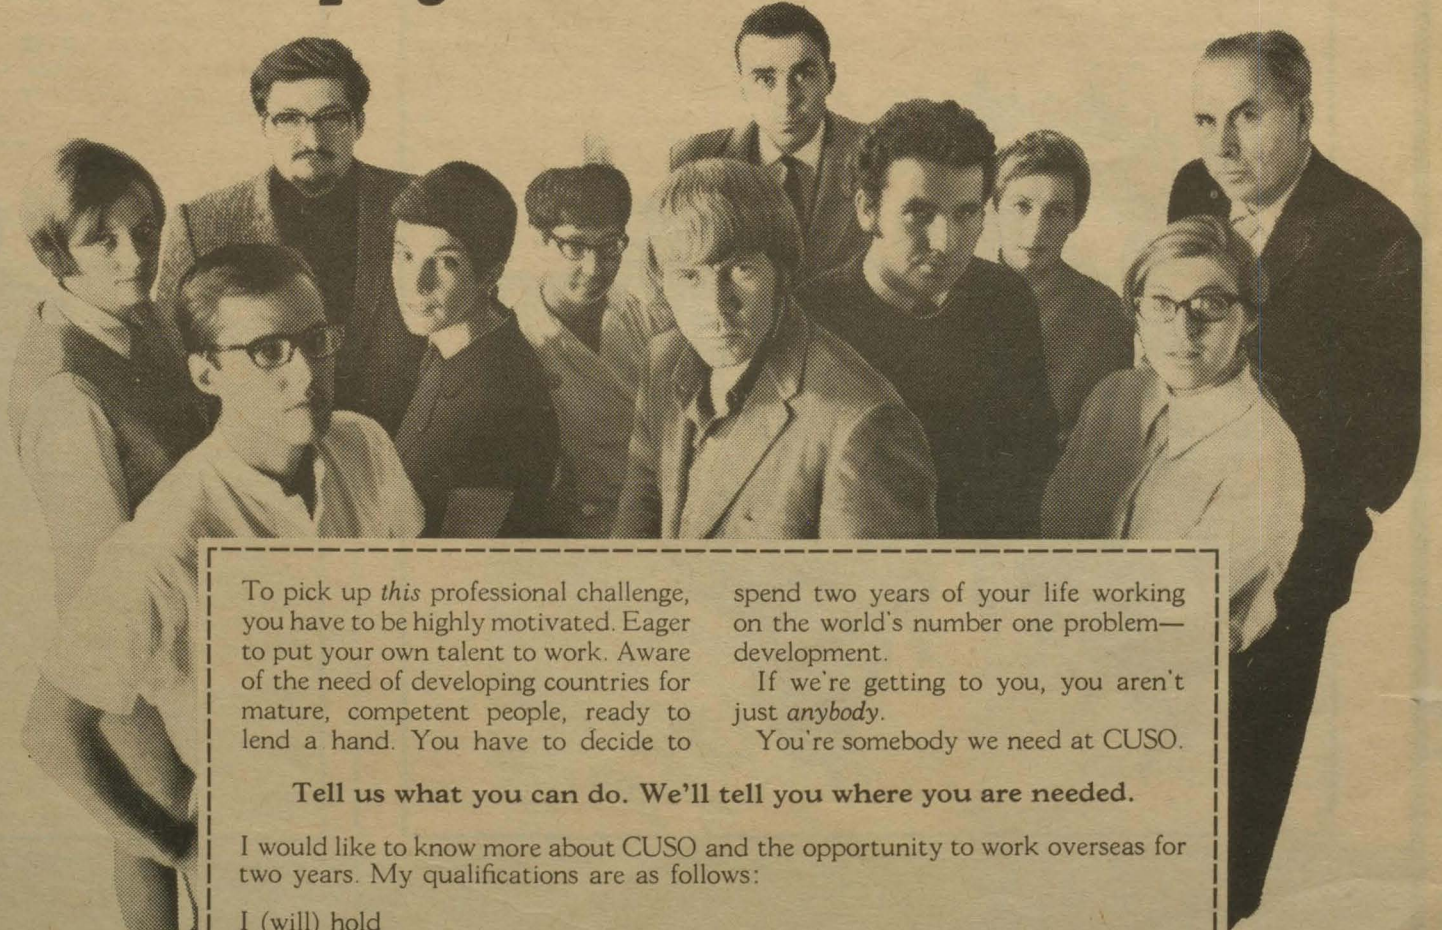 To pick up this professional challenge,
you have to be highly motivated. Eager
to put your own talent to work. Aware
of the need of developing countries for
mature, competent people, ready to
lend a hand. You have to decide to
spend two years of your life working
on the world's number one problem—
development.
If we're getting to you, you aren't
just anybody.
You're somebody we need at CUSO.
Tell us what you can do. We'll tell you where you are needed.
I would like to know more about CUSO and the opportunity to work overseas for
two years. My qualifications are as follows:
I (will) hold